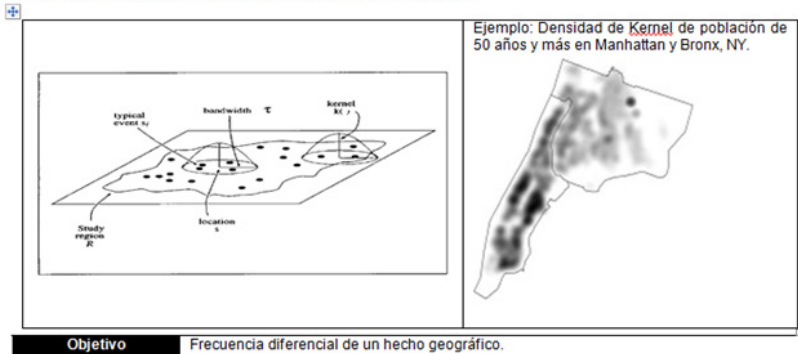 Ejemplo: Densidad de Kernel de población de
50 años y más en Manhattan y Bronx, NY.
typical
event si
bandwidth τ
kernel
k( )
location
s
Study
region
R
Objetivo
Frecuencia diferencial de un hecho geográfico.